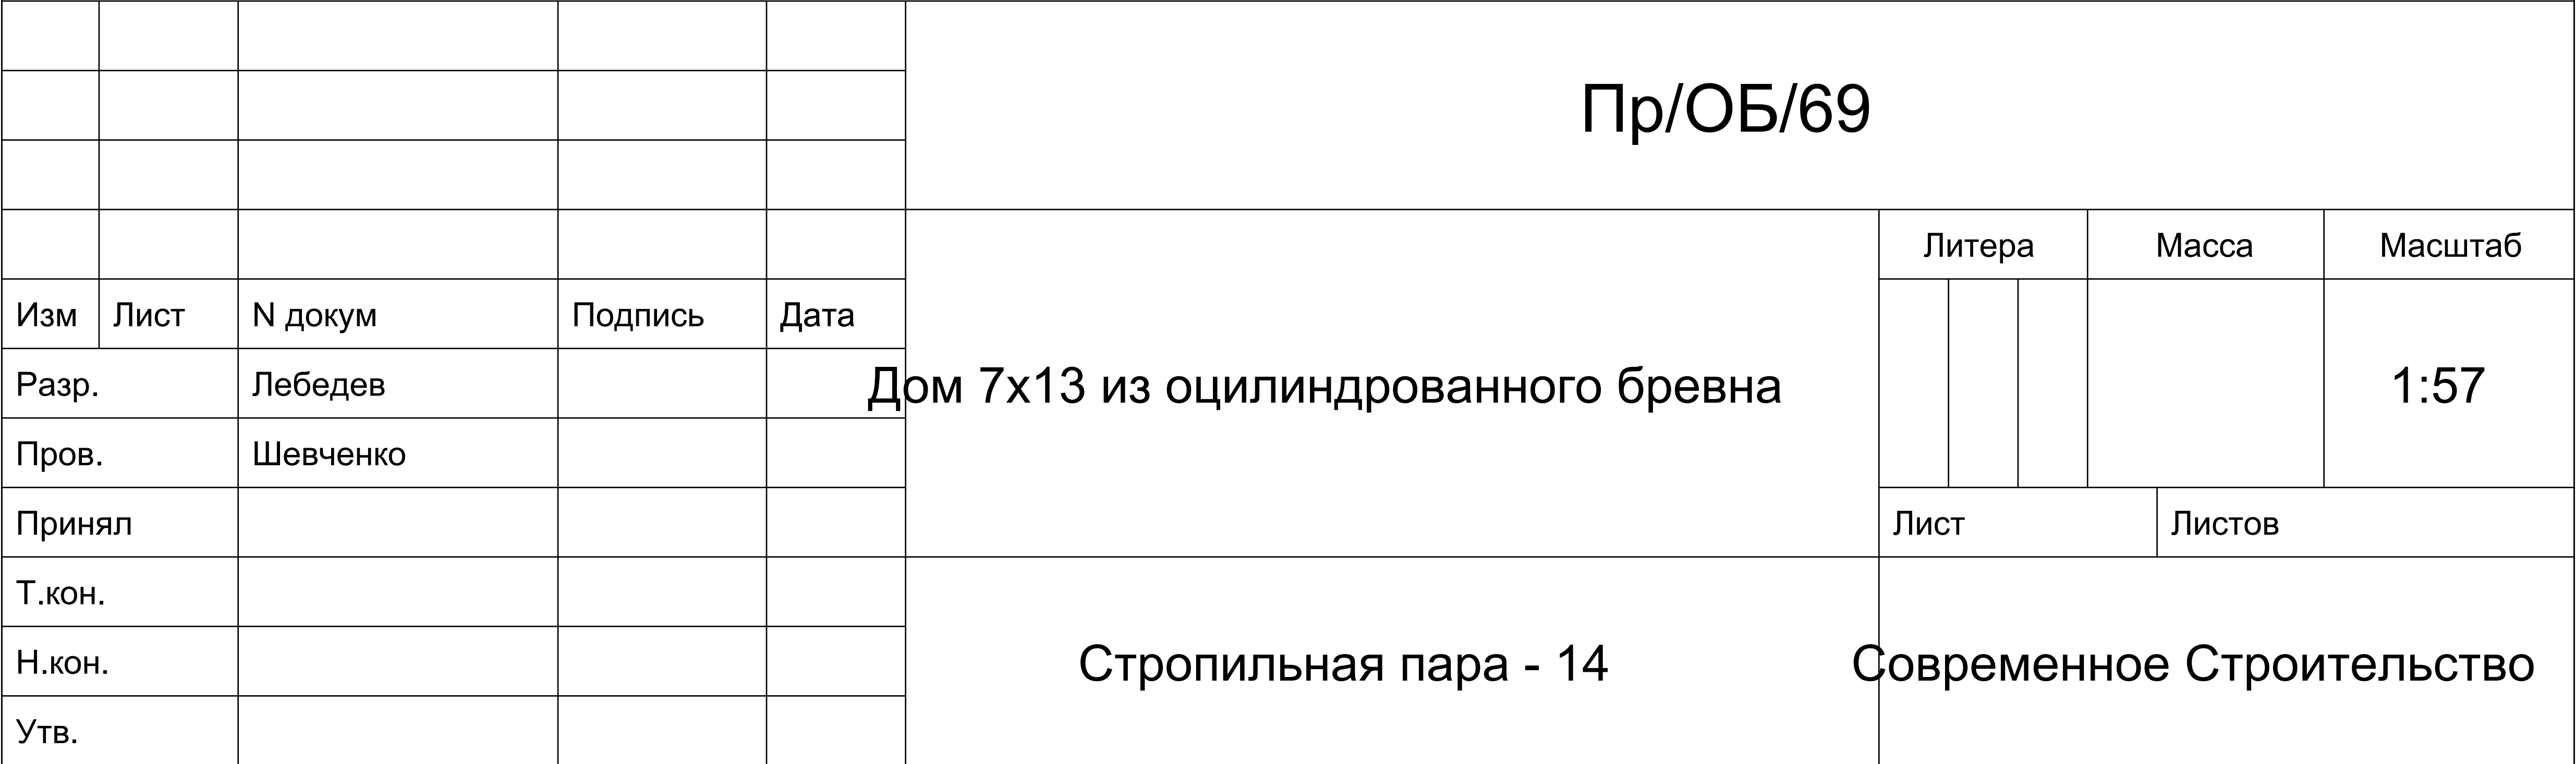 Пр/ОБ/69
Литера Масса Масштаб
Изм Лист N докум Подпись Дата
Разр. Лебедев
Дом 7х13 из оцилиндрованного бревна
1:57
Пров. Шевченко
Принял
Лист Листов
Т.кон.
Н.кон.
Стропильная пара - 14
Современное Строительство
Утв.